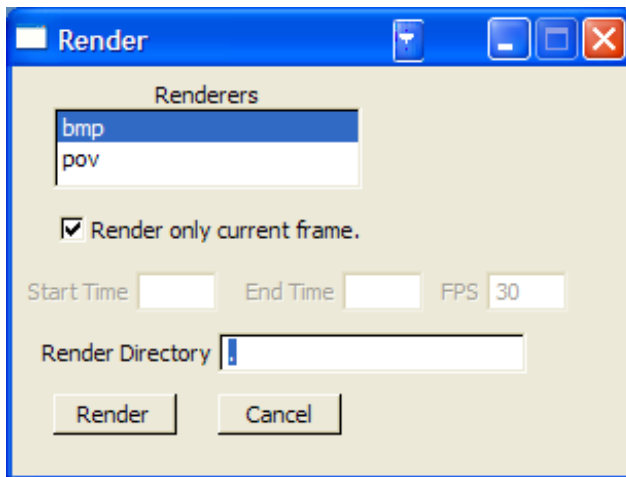 Render
Renderers
bmp
pov
Render only current frame.
Start Time End Time FPS 30
Render Directory .
Render Cancel